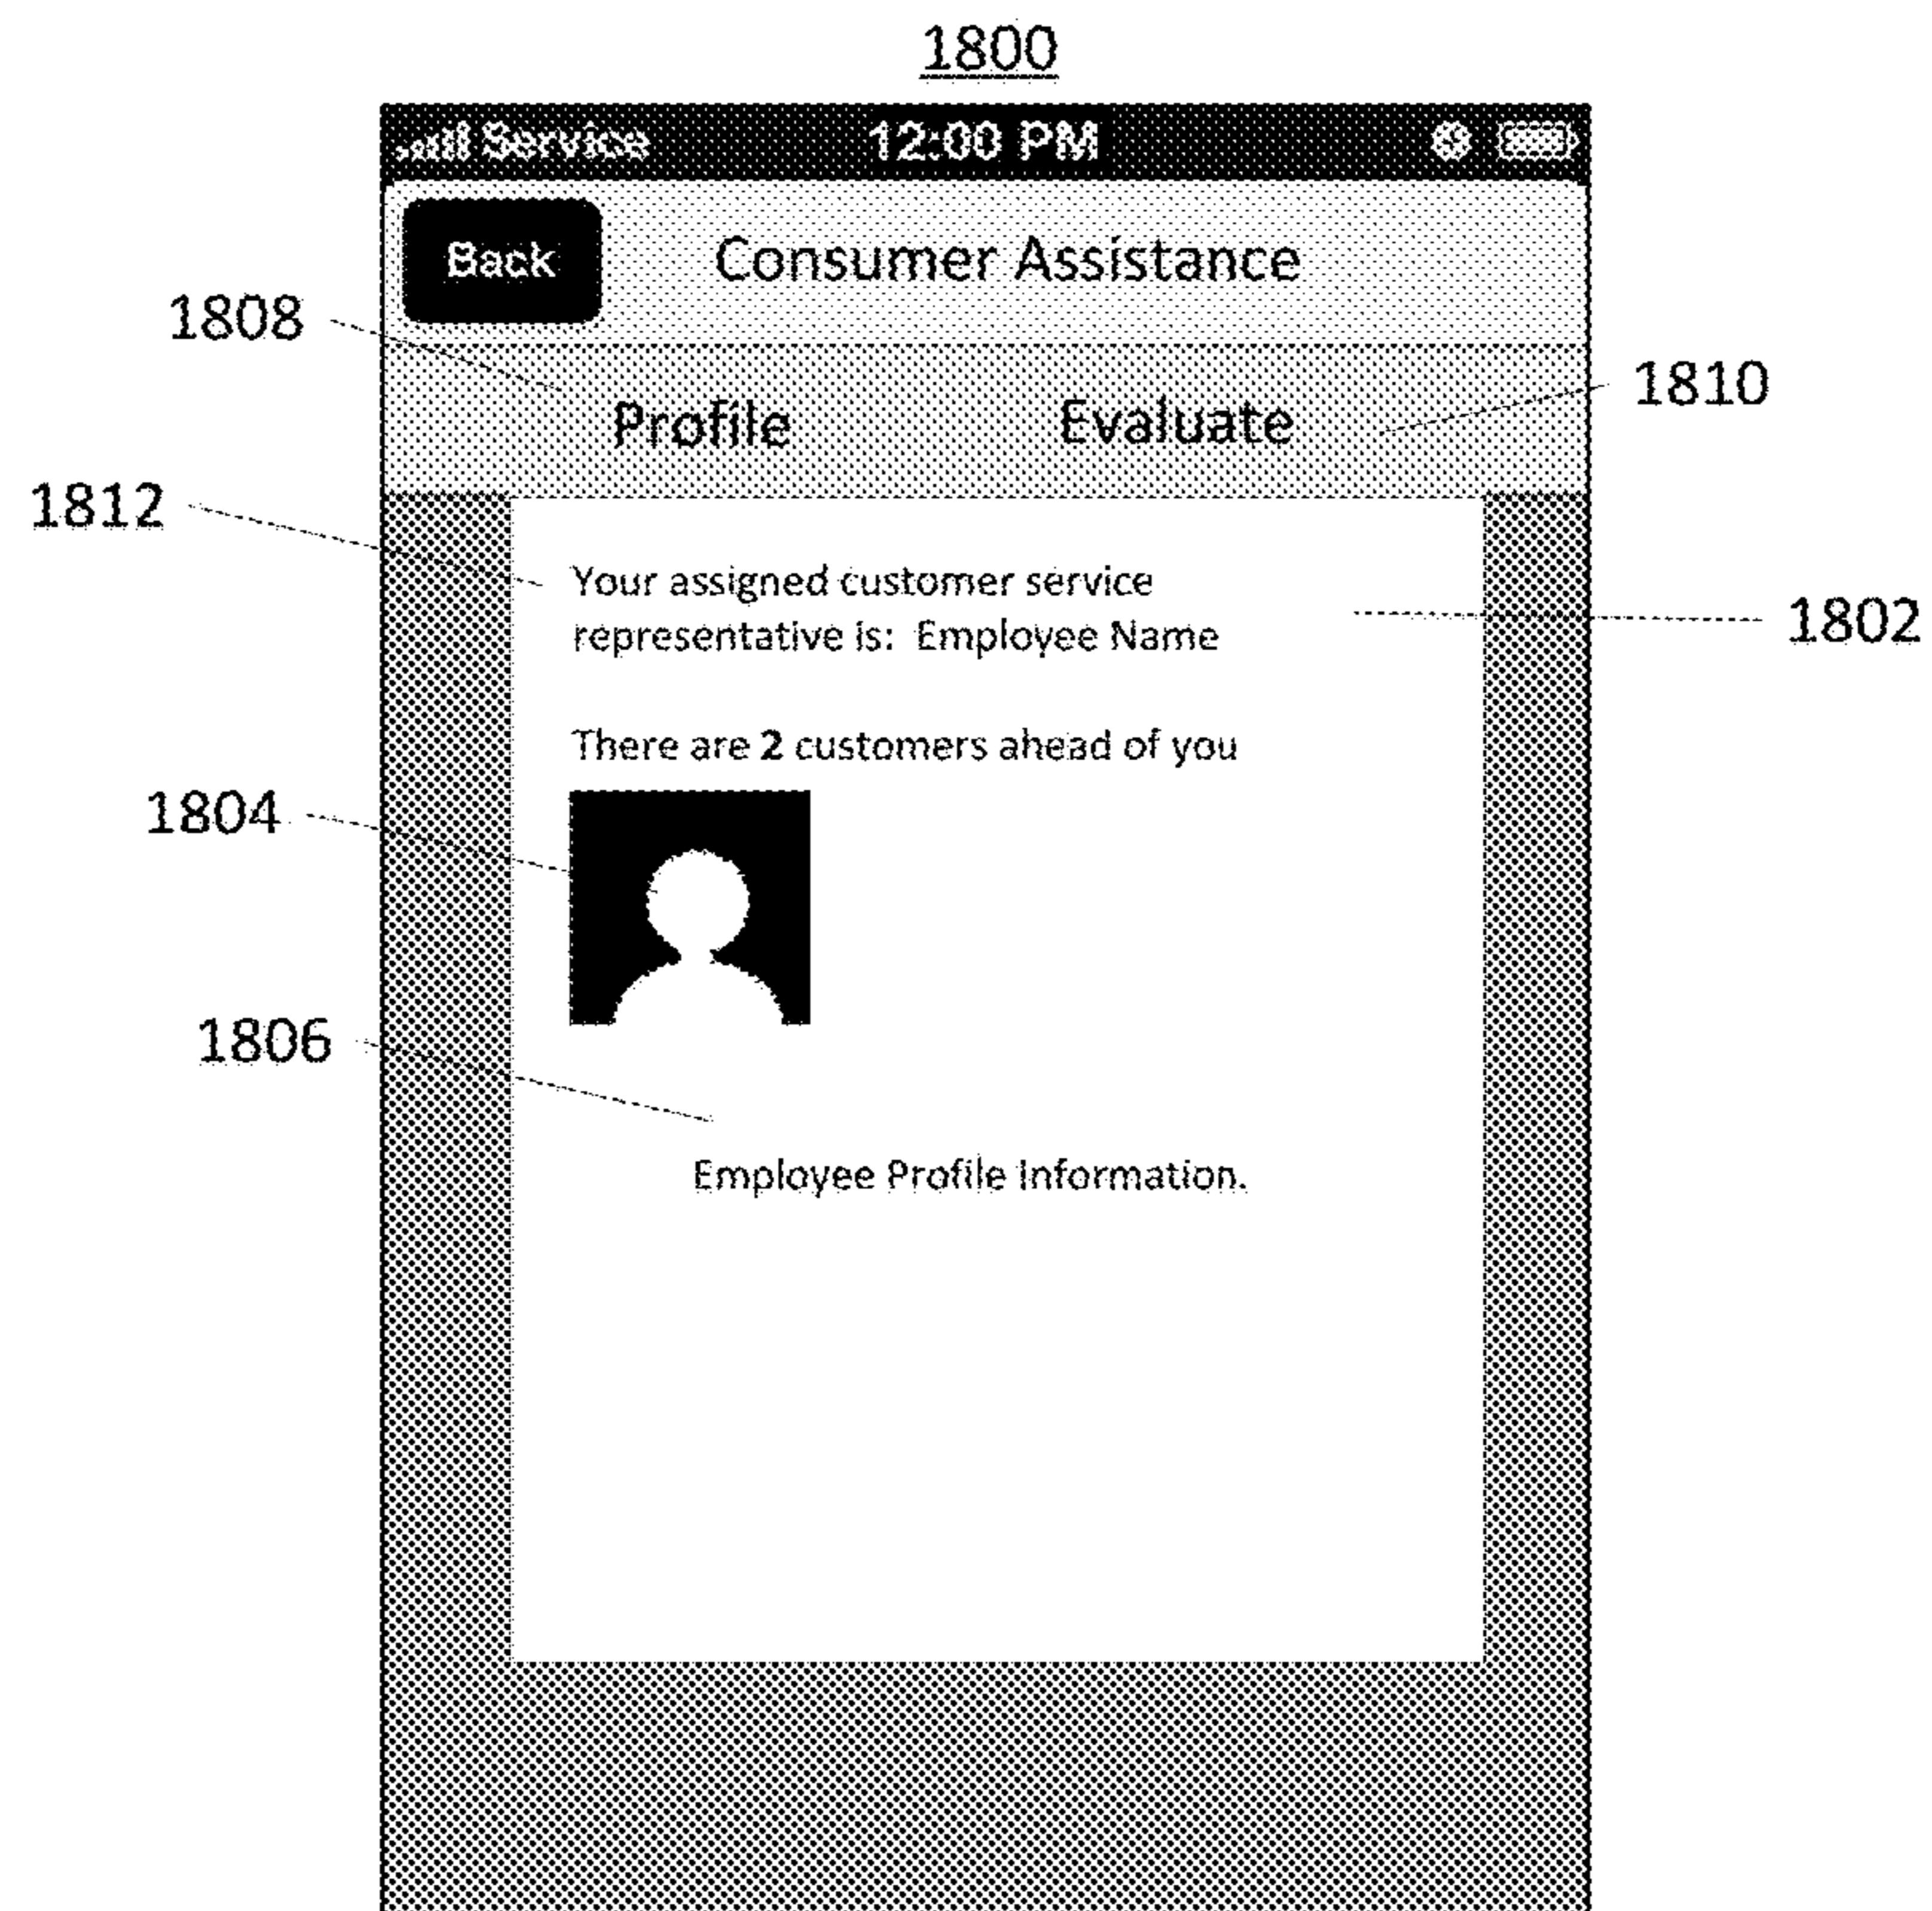 1800
Service 12:00 PM
Back Consumer Assistance
1808
1810
Profile Evaluate
1812
Your assigned customer service
1802
representative is: Employee Name
There are 2 customers ahead of you
1804
1806
Employee Profile Information.